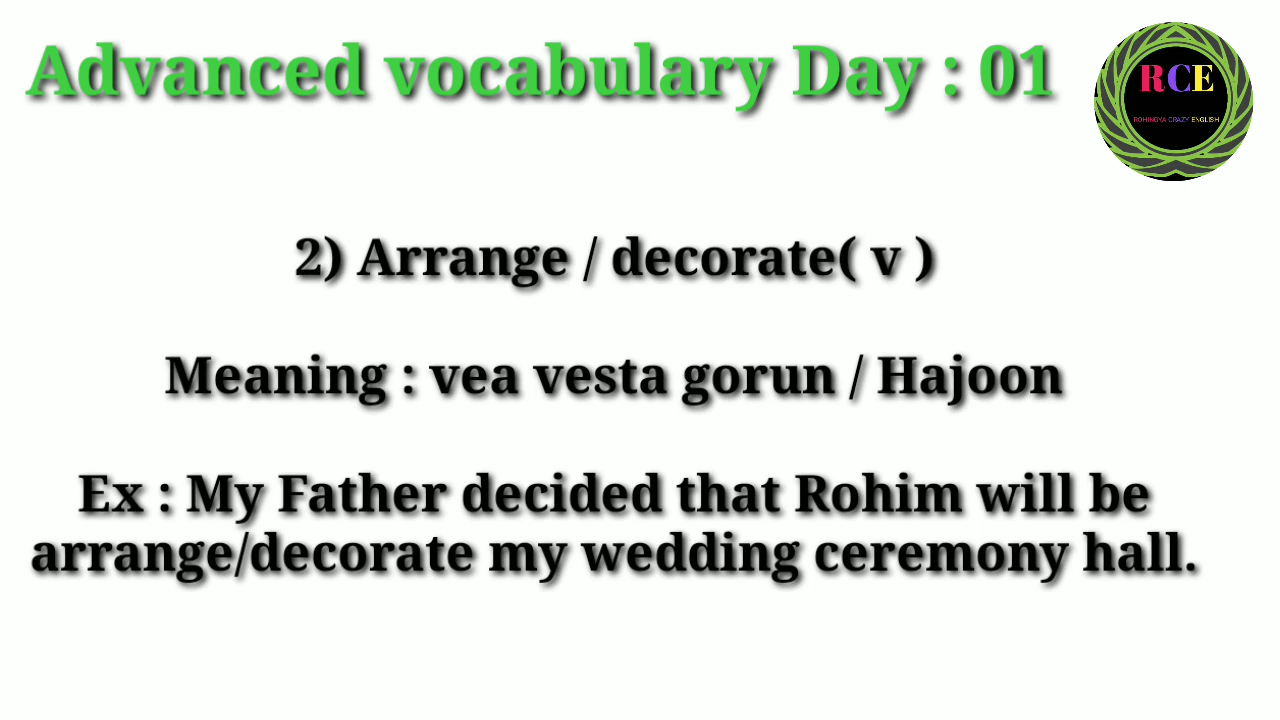 Advanced vocabulary Day : 01
RCE
ROHINGYA CRAZY ENGLISH
2) Arrange / decorate( v )
Meaning : vea vesta gorun / Hajoon
Ex : My Father decided that Rohim will be
arrange/decorate my wedding ceremony hall.